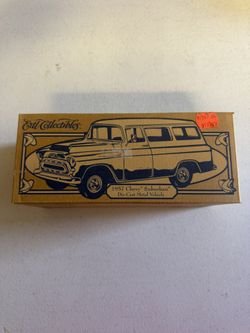 Ertl Collectibles
1957 Chevy® Suburban®
Die-Cast Metal Vehicle